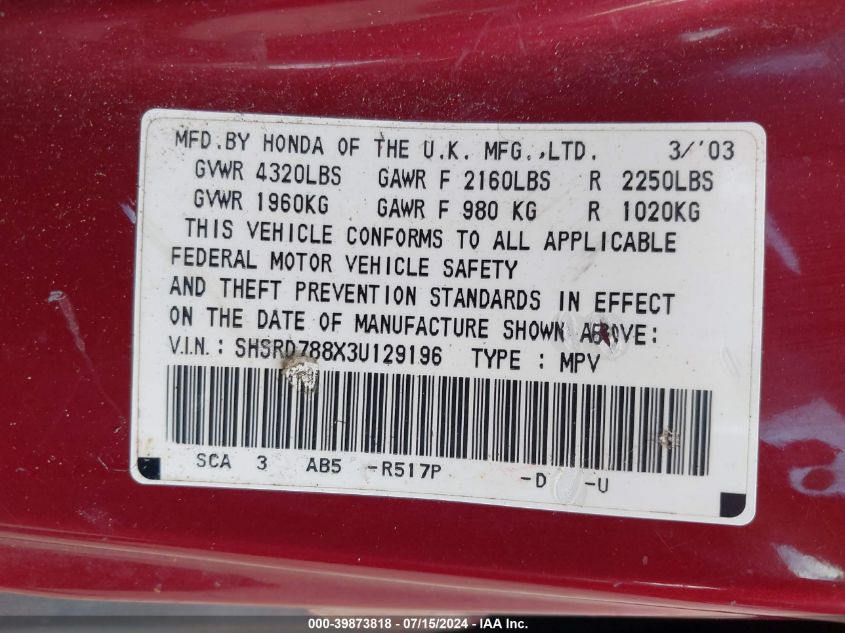 MFD.BY HONDA OF THE U.K. MFG.,LTD. 3/'03
GVWR 4320LBS GAWR F 2160LBS R 2250LBS
GVWR 1960KG GAWR F 980 KG R 1020KG
THIS VEHICLE CONFORMS TO ALL APPLICABLE
FEDERAL MOTOR VEHICLE SAFETY
AND THEFT PREVENTION STANDARDS IN EFFECT
ON THE DATE OF MANUFACTURE SHOWN ABOVE:
V.I.N. : SHSRD788X3U129196 TYPE : MPV
SCA 3 AB5 -R517P -D -U
000-39873818 - 07/15/2024 - IAA Inc.